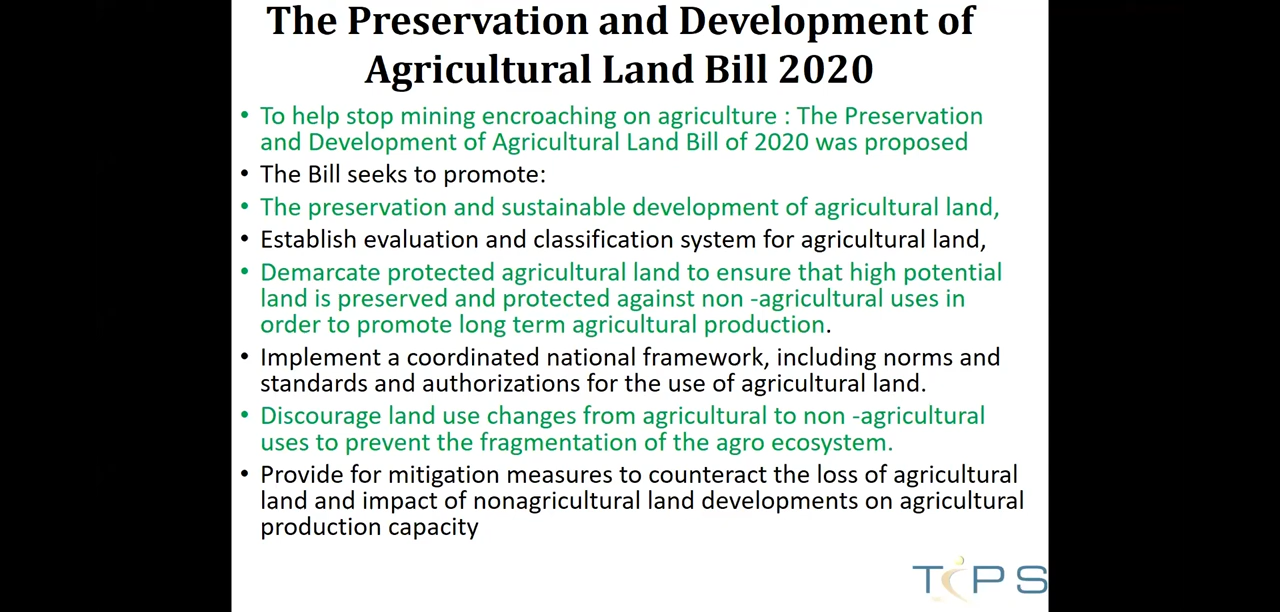 The Preservation and Development of
Agricultural Land Bill 2020
• To help stop mining encroaching on agriculture : The Preservation
and Development of Agricultural Land Bill of 2020 was proposed
• The Bill seeks to promote:
• The preservation and sustainable development of agricultural land,
• Establish evaluation and classification system for agricultural land,
• Demarcate protected agricultural land to ensure that high potential
land is preserved and protected against non -agricultural uses in
order to promote long term agricultural production.
• Implement a coordinated national framework, including norms and
standards and authorizations for the use of agricultural land.
• Discourage land use changes from agricultural to non -agricultural
uses to prevent the fragmentation of the agro ecosystem.
• Provide for mitigation measures to counteract the loss of agricultural
land and impact of nonagricultural land developments on agricultural
production capacity
TIPS